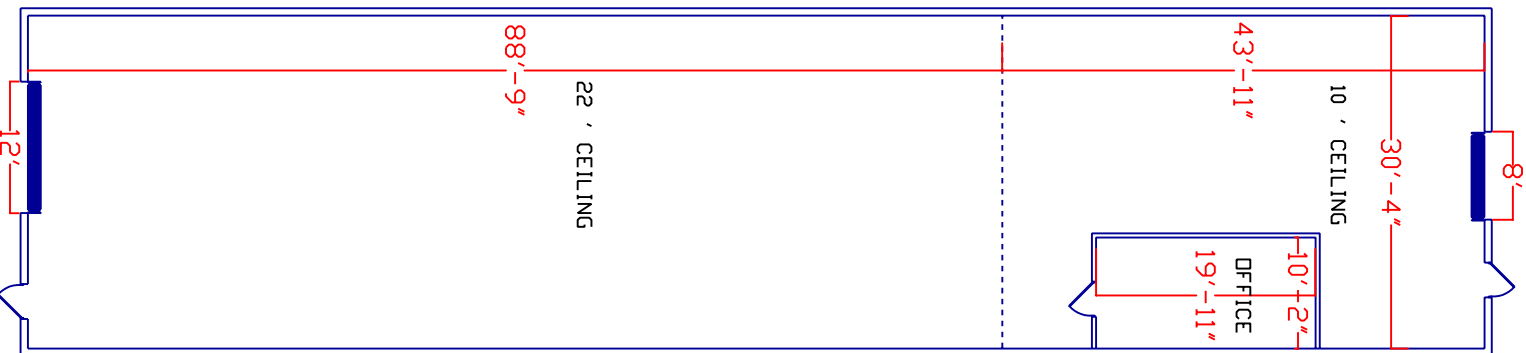 88'-9"
43'-11"
22 ' CEILING
10 ' CEILING
30'-4"
12'
8'
OFFICE
10'-2"
19'-11"